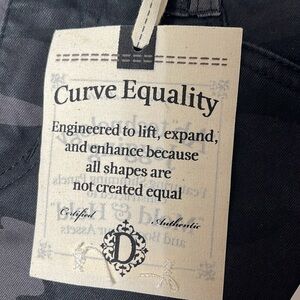 Curve Equality
Engineered to lift, expand,
and enhance because
all shapes are
not created equal
Certified Authentic
D